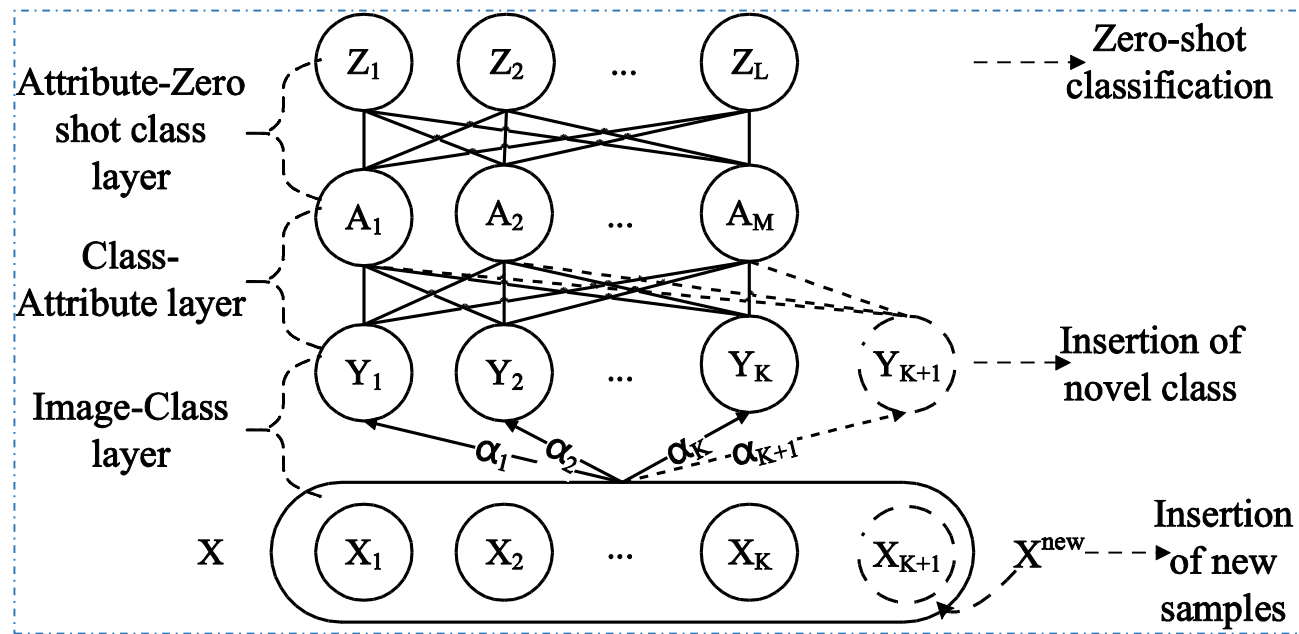 Z1 Z2 ... ZL
Zero-shot
classification
Attribute-Zero
shot class
layer
A1 A2 ... AM
Class-
Attribute layer
Y1 Y2 ... YK YK+1
Insertion of
novel class
Image-Class
layer
α1 α2 αK αK+1
X X1 X2 ... XK XK+1 Xnew
Insertion
of new
samples